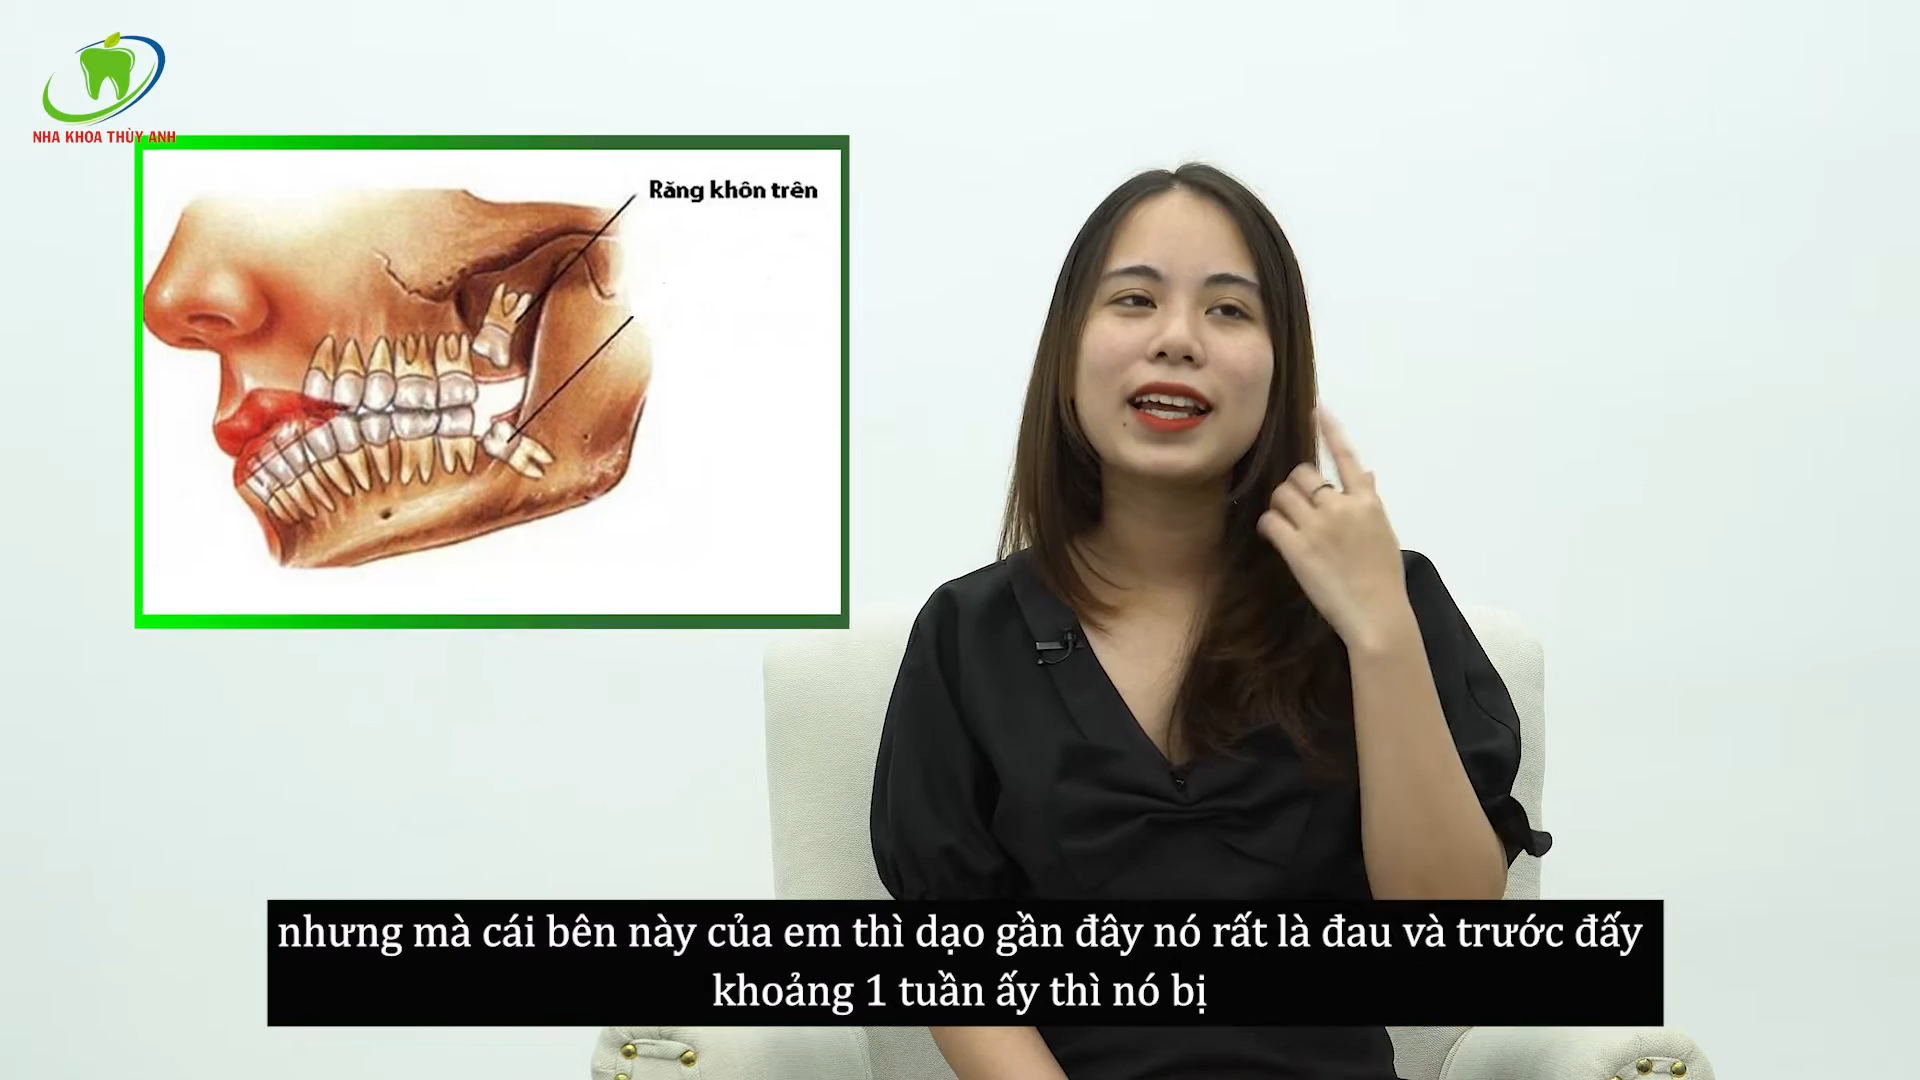 NHA KHOA THÙY ANH
Răng khôn trên
nhưng mà cái bên này của em thì dạo gần đây nó rất là đau và trước đấy
khoảng 1 tuần ấy thì nó bị